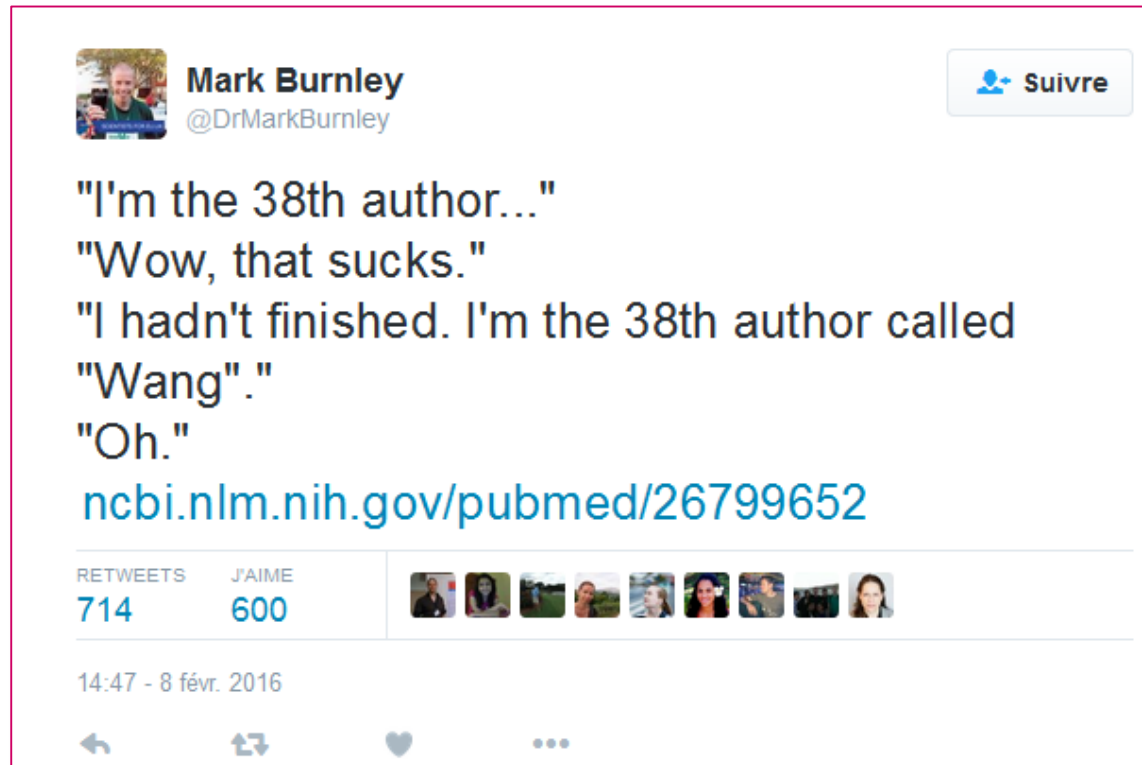 Mark Burnley
@DrMarkBurnley
Suivre
"I'm the 38th author..."
"Wow, that sucks."
"I hadn't finished. I'm the 38th author called
"Wang"."
"Oh."
ncbi.nlm.nih.gov/pubmed/26799652
RETWEETS J'AIME
714 600
14:47 - 8 févr. 2016